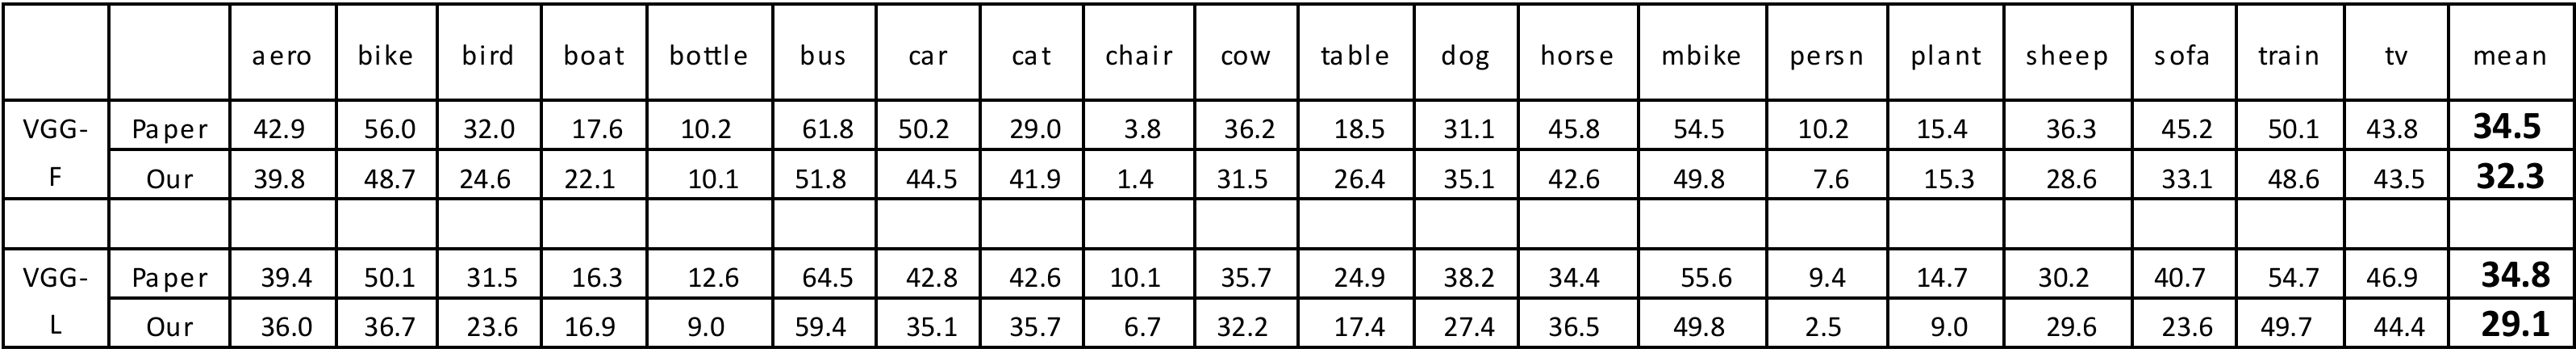 aero bike bird boat bottle bus car cat chair cow table dog horse mbike persn plant sheep sofa train tv mean
VGG-F Paper 42.9 56.0 32.0 17.6 10.2 61.8 50.2 29.0 3.8 36.2 18.5 31.1 45.8 54.5 10.2 15.4 36.3 45.2 50.1 43.8 34.5
Our 39.8 48.7 24.6 22.1 10.1 51.8 44.5 41.9 1.4 31.5 26.4 35.1 42.6 49.8 7.6 15.3 28.6 33.1 48.6 43.5 32.3
VGG-L Paper 39.4 50.1 31.5 16.3 12.6 64.5 42.8 42.6 10.1 35.7 24.9 38.2 34.4 55.6 9.4 14.7 30.2 40.7 54.7 46.9 34.8
Our 36.0 36.7 23.6 16.9 9.0 59.4 35.1 35.7 6.7 32.2 17.4 27.4 36.5 49.8 2.5 9.0 29.6 23.6 49.7 44.4 29.1